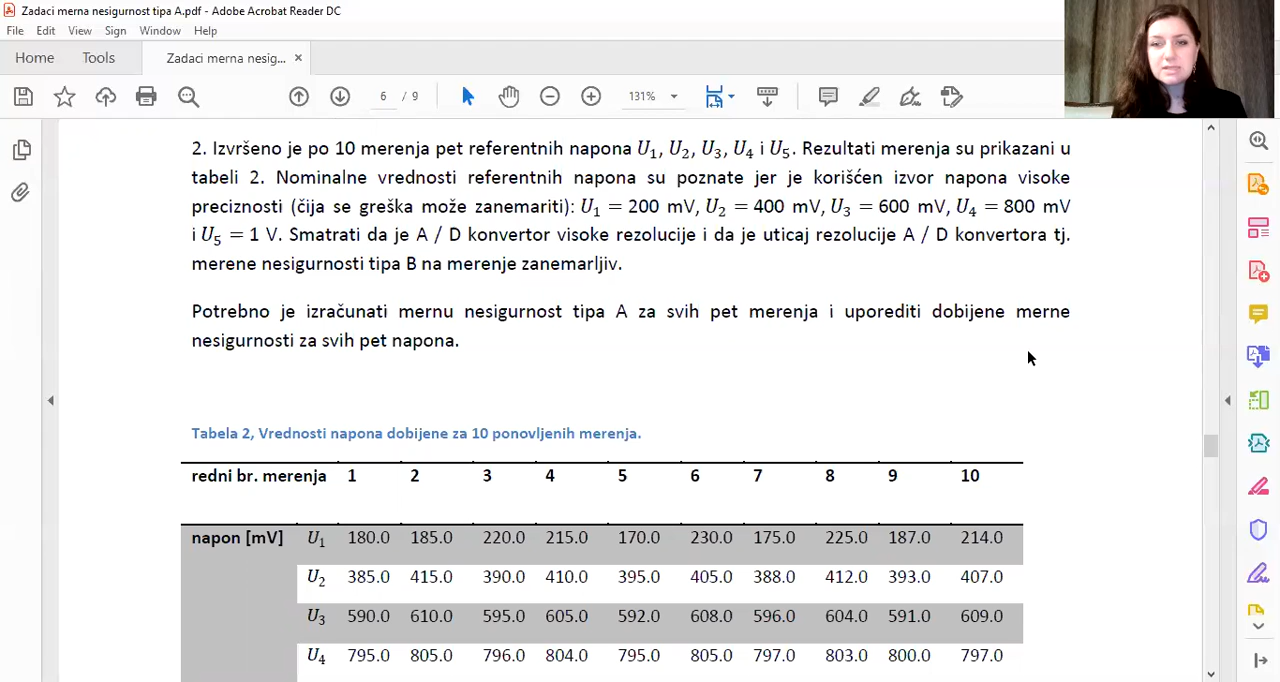 Zadaci merna nesigurnost tipa A.pdf - Adobe Acrobat Reader DC
File Edit View Sign Window Help
Home Tools Zadaci merna nesig... ×
6 / 9 131%
2. Izvršeno je po 10 merenja pet referentnih napona U1, U2, U3, U4 i U5. Rezultati merenja su prikazani u
tabeli 2. Nominalne vrednosti referentnih napona su poznate jer je korišćen izvor napona visoke
preciznosti (čija se greška može zanemariti): U1 = 200 mV, U2 = 400 mV, U3 = 600 mV, U4 = 800 mV
i U5 = 1 V. Smatrati da je A / D konvertor visoke rezolucije i da je uticaj rezolucije A / D konvertora tj.
merene nesigurnosti tipa B na merenje zanemarljiv.
Potrebno je izračunati mernu nesigurnost tipa A za svih pet merenja i uporediti dobijene merne
nesigurnosti za svih pet napona.
Tabela 2, Vrednosti napona dobijene za 10 ponovljenih merenja.
redni br. merenja 1 2 3 4 5 6 7 8 9 10
napon [mV] U1 180.0 185.0 220.0 215.0 170.0 230.0 175.0 225.0 187.0 214.0
U2 385.0 415.0 390.0 410.0 395.0 405.0 388.0 412.0 393.0 407.0
U3 590.0 610.0 595.0 605.0 592.0 608.0 596.0 604.0 591.0 609.0
U4 795.0 805.0 796.0 804.0 795.0 805.0 797.0 803.0 800.0 797.0